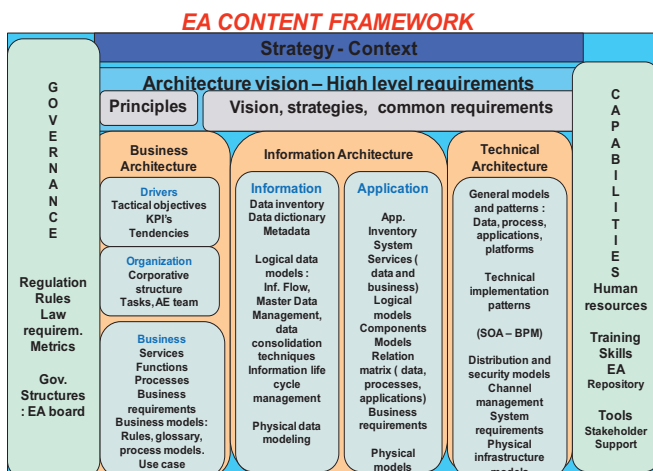 EA CONTENT FRAMEWORK
Strategy - Context
Architecture vision – High level requirements
Principles
Vision, strategies, common requirements
G
O
V
E
R
N
A
N
C
E
Regulation
Rules
Law
requirem.
Metrics
Gov.
Structures
: EA board
Business
Architecture
Drivers
Tactical objectives
KPI's
Tendencies
Organization
Corporative
structure
Tasks, AE team
Business
Services
Functions
Processes
Business
requirements
Business models:
Rules, glossary,
process models.
Use case
Information Architecture
Information
Data inventory
Data dictionary
Metadata
Logical data
models :
Inf. Flow,
Master Data
Management,
data
consolidation
techniques
Information life
cycle
management
Physical data
modeling
Application
App.
Inventory
System
Services (
data and
business)
Logical
models
Components
Models
Relation
matrix ( data,
processes,
applications)
Business
requirements
Physical
models
Technical
Architecture
General models
and patterns :
Data, process,
applications,
platforms
Technical
implementation
patterns
(SOA – BPM)
Distribution and
security models
Channel
management
System
requirements
Physical
infrastructure
models
C
A
P
A
B
I
L
I
T
I
E
S
Human
resources
Training
Skills
EA
Repository
Tools
Stakeholder
Support